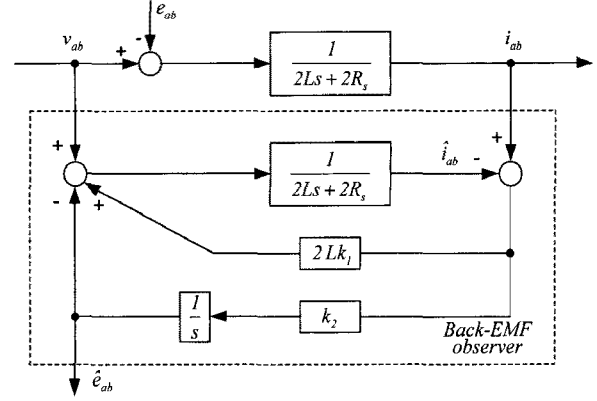 e_ab
v_ab
+
-
1
2Ls + 2R_s
i_ab
+
1
2Ls + 2R_s
î_ab
-
+
-
+
2Lk_1
1
s
k_2
Back-EMF
observer
ê_ab